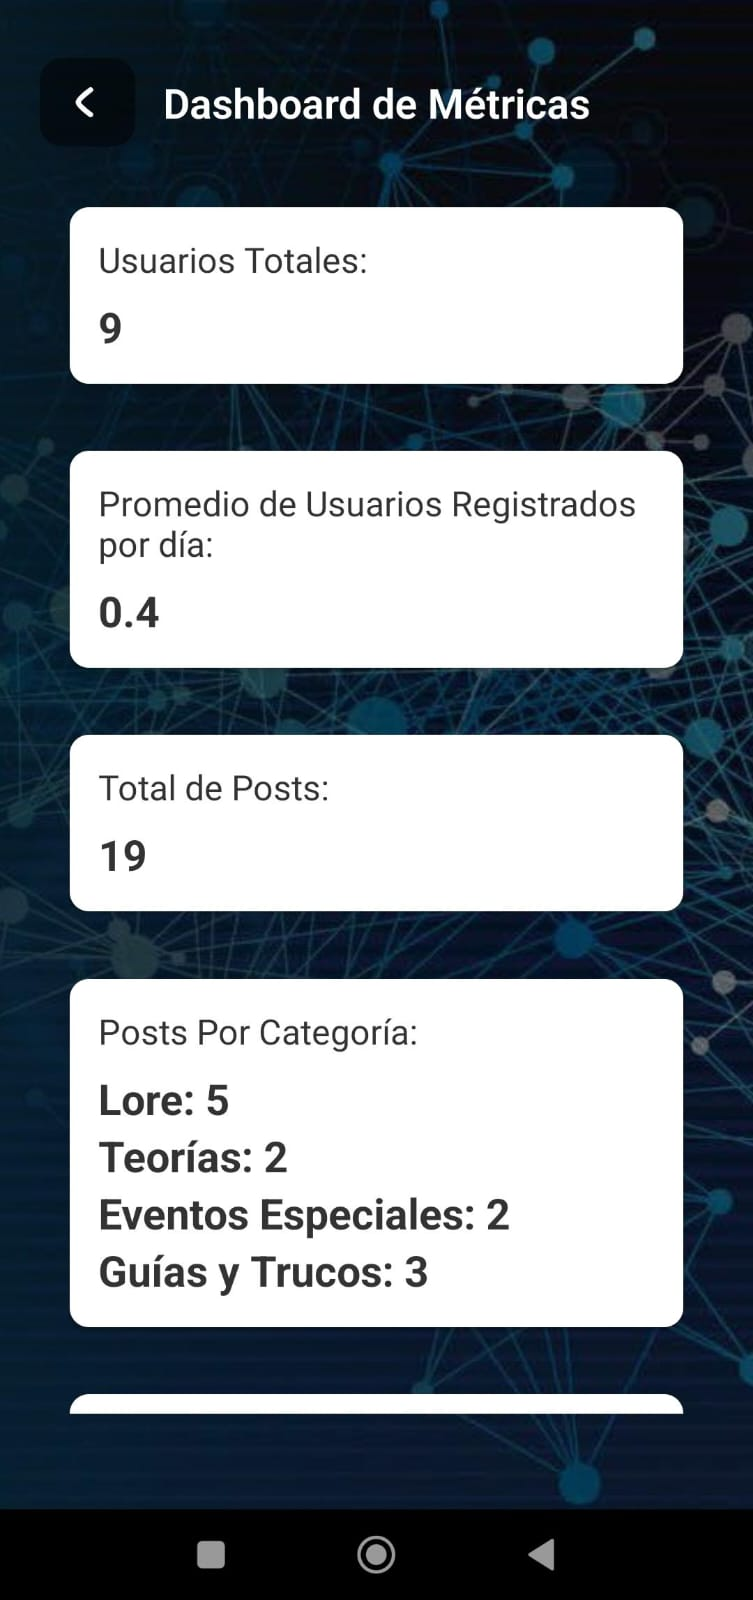 Dashboard de Métricas
Usuarios Totales:
9
Promedio de Usuarios Registrados
por día:
0.4
Total de Posts:
19
Posts Por Categoría:
Lore: 5
Teorías: 2
Eventos Especiales: 2
Guías y Trucos: 3